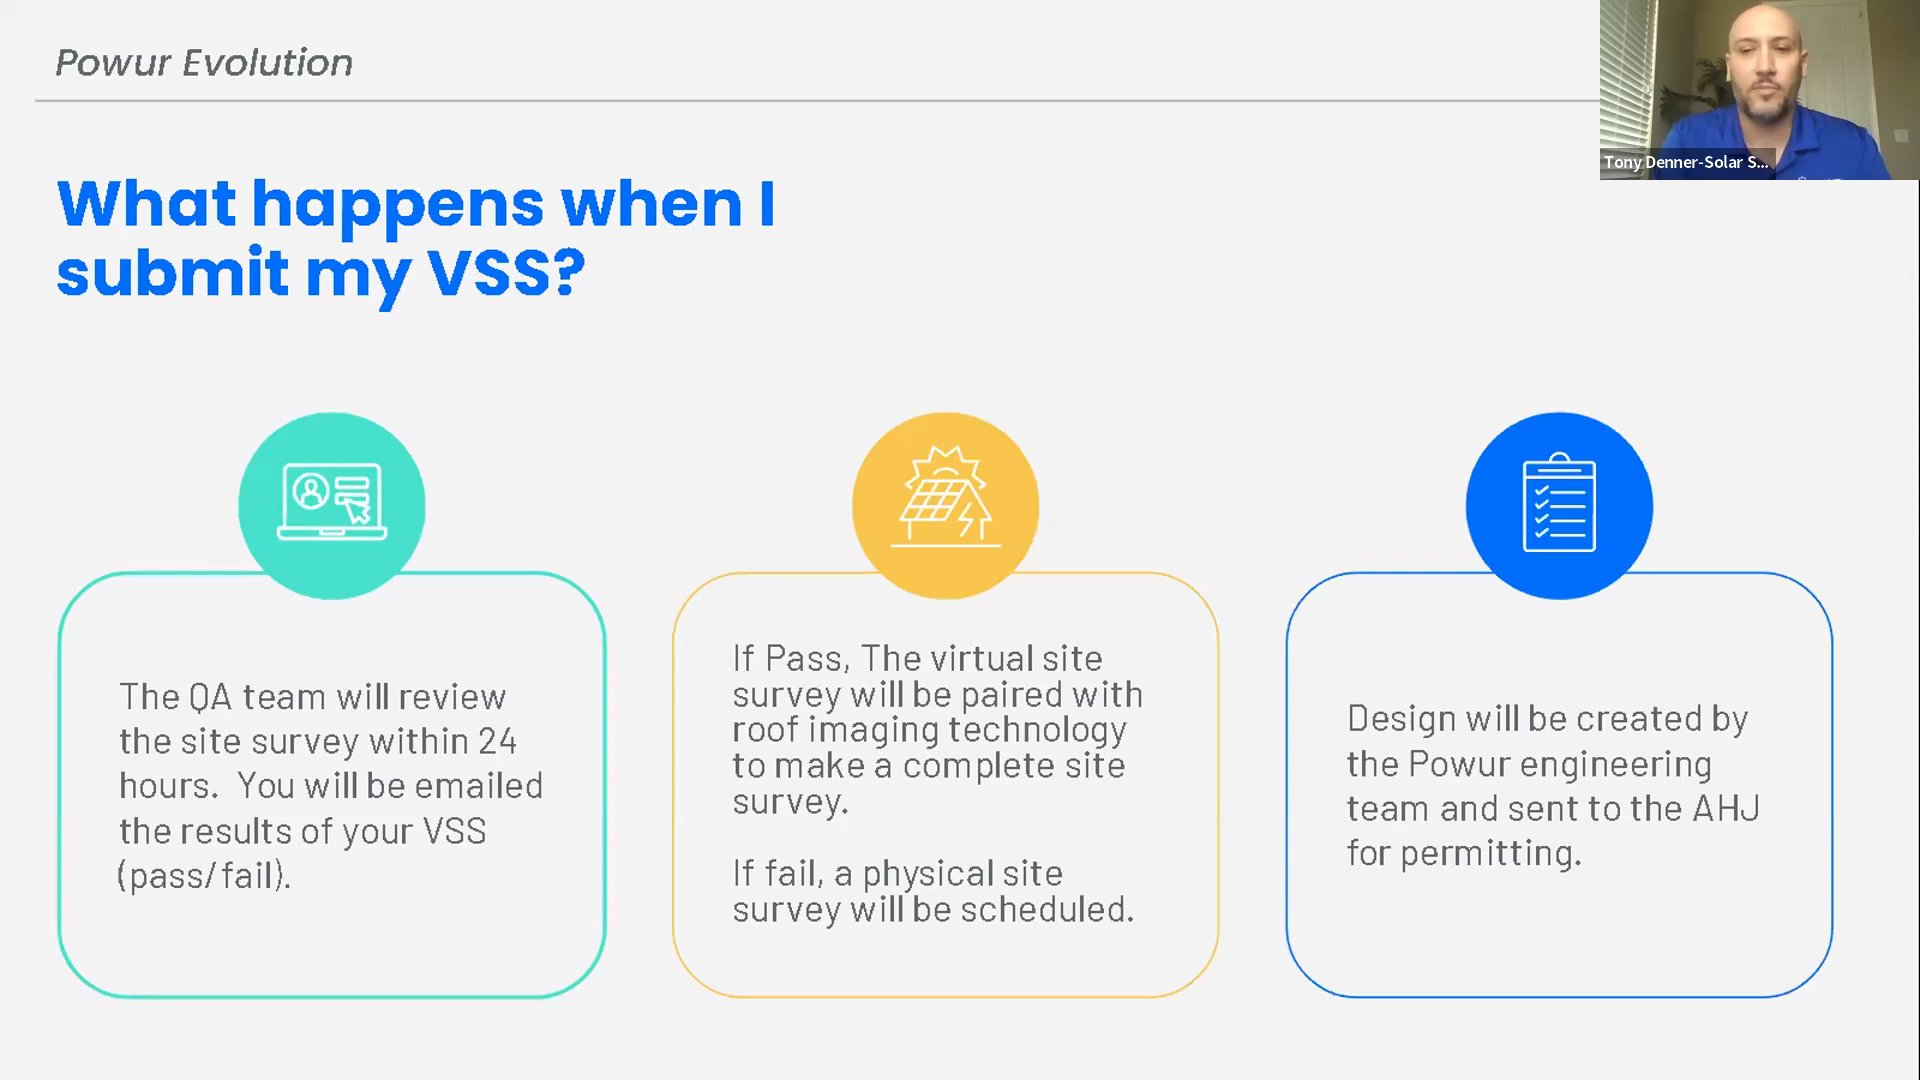 Powur Evolution
Tony Denner-Solar S...
What happens when I
submit my VSS?
The QA team will review
the site survey within 24
hours.  You will be emailed
the results of your VSS
(pass/fail).
If Pass, The virtual site
survey will be paired with
roof imaging technology
to make a complete site
survey.
If fail, a physical site
survey will be scheduled.
Design will be created by
the Powur engineering
team and sent to the AHJ
for permitting.